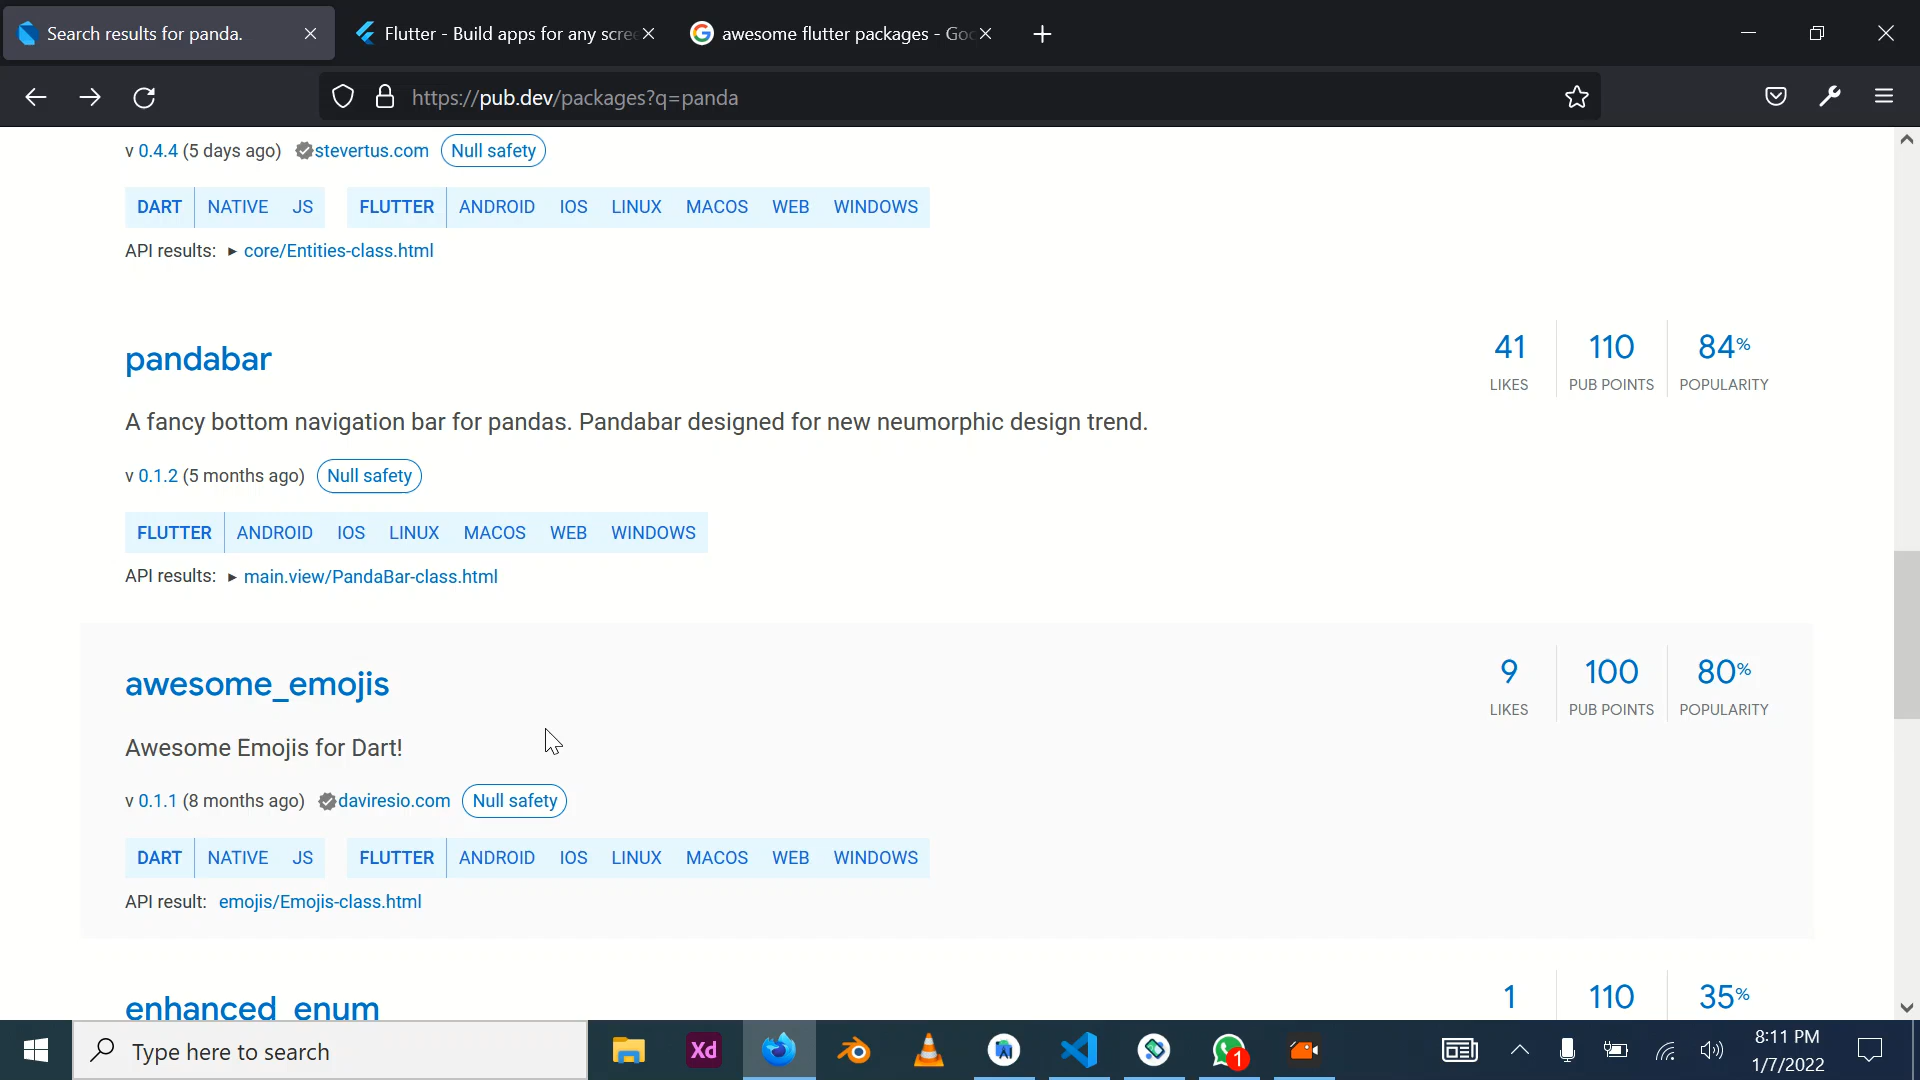 Search results for panda.
Flutter - Build apps for any scre
awesome flutter packages - Goo
https://pub.dev/packages?q=panda
v 0.4.4 (5 days ago) stevertus.com Null safety
DART NATIVE JS FLUTTER ANDROID IOS LINUX MACOS WEB WINDOWS
API results: ▸ core/Entities-class.html
pandabar
41 110 84%
LIKES PUB POINTS POPULARITY
A fancy bottom navigation bar for pandas. Pandabar designed for new neumorphic design trend.
v 0.1.2 (5 months ago) Null safety
FLUTTER ANDROID IOS LINUX MACOS WEB WINDOWS
API results: ▸ main.view/PandaBar-class.html
awesome_emojis
9 100 80%
LIKES PUB POINTS POPULARITY
Awesome Emojis for Dart!
v 0.1.1 (8 months ago) daviresio.com Null safety
DART NATIVE JS FLUTTER ANDROID IOS LINUX MACOS WEB WINDOWS
API result: emojis/Emojis-class.html
enhanced_enum
1 110 35%
Type here to search
Xd
1
8:11 PM
1/7/2022